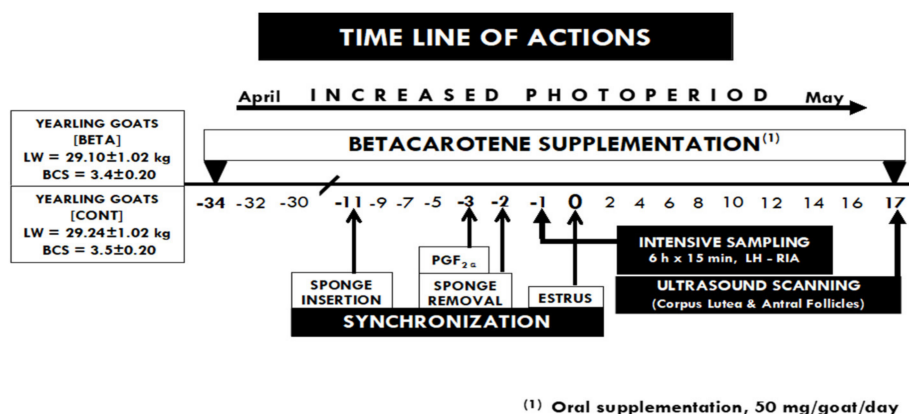 TIME LINE OF ACTIONS
April INCREASED PHOTOPERIOD May
YEARLING GOATS
[BETA]
LW = 29.10±1.02 kg
BCS = 3.4±0.20
BETACAROTENE SUPPLEMENTATION(1)
YEARLING GOATS
[CONT]
LW = 29.24±1.02 kg
BCS = 3.5±0.20
-34 -32 -30 -11 -9 -7 -5 -3 -2 -1 0 2 4 6 8 10 12 14 16 17
INTENSIVE SAMPLING
6 h x 15 min, LH – RIA
PGF2α
SPONGE
INSERTION
SPONGE
REMOVAL
ESTRUS
ULTRASOUND SCANNING
(Corpus Lutea & Antral Follicles)
SYNCHRONIZATION
(1) Oral supplementation, 50 mg/goat/day